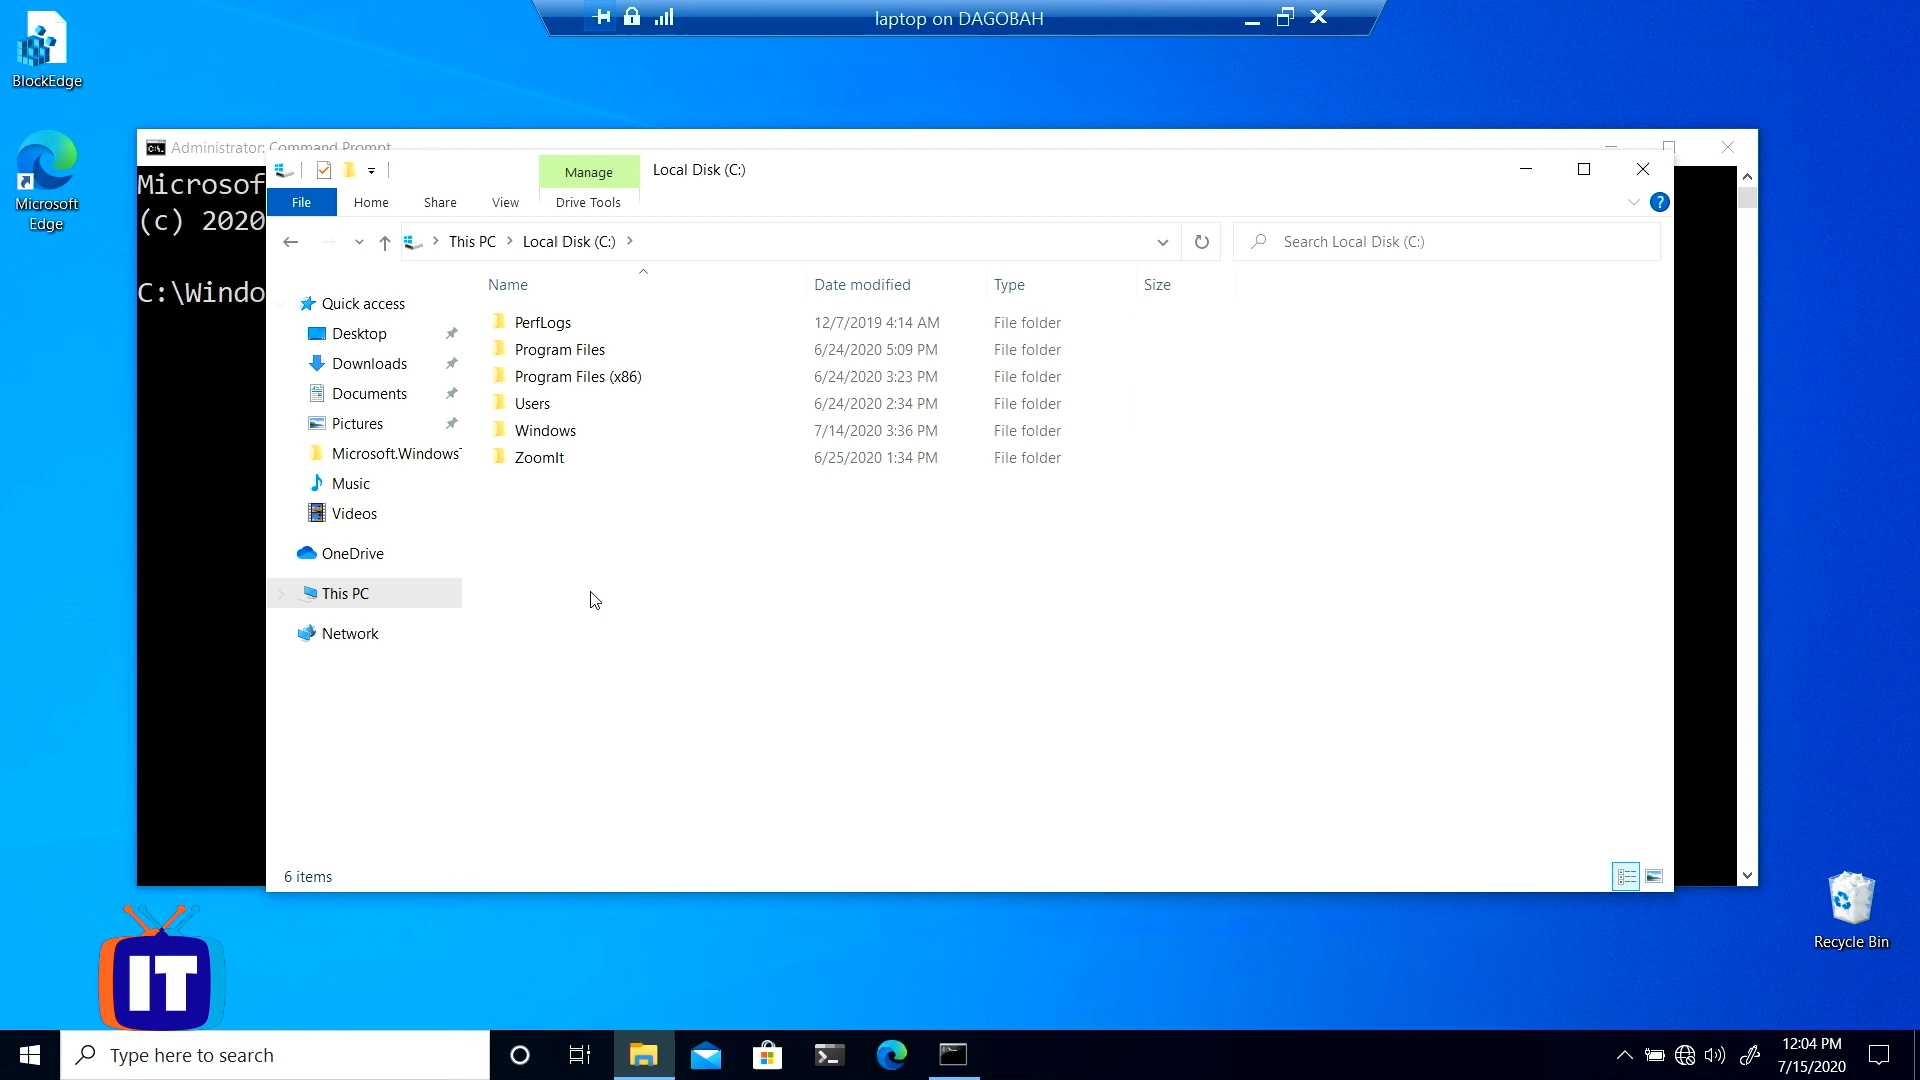 laptop on DAGOBAH
BlockEdge
Microsoft
Edge
Administrator: Command Prompt
Microsof
(c) 2020
C:\Windo
Manage
Local Disk (C:)
File
Home
Share
View
Drive Tools
This PC
Local Disk (C:)
Search Local Disk (C:)
Name
Date modified
Type
Size
Quick access
Desktop
Downloads
Documents
Pictures
Microsoft.Windows
Music
Videos
OneDrive
This PC
Network
PerfLogs 12/7/2019 4:14 AM File folder
Program Files 6/24/2020 5:09 PM File folder
Program Files (x86) 6/24/2020 3:23 PM File folder
Users 6/24/2020 2:34 PM File folder
Windows 7/14/2020 3:36 PM File folder
ZoomIt 6/25/2020 1:34 PM File folder
6 items
Recycle Bin
IT
Type here to search
12:04 PM
7/15/2020